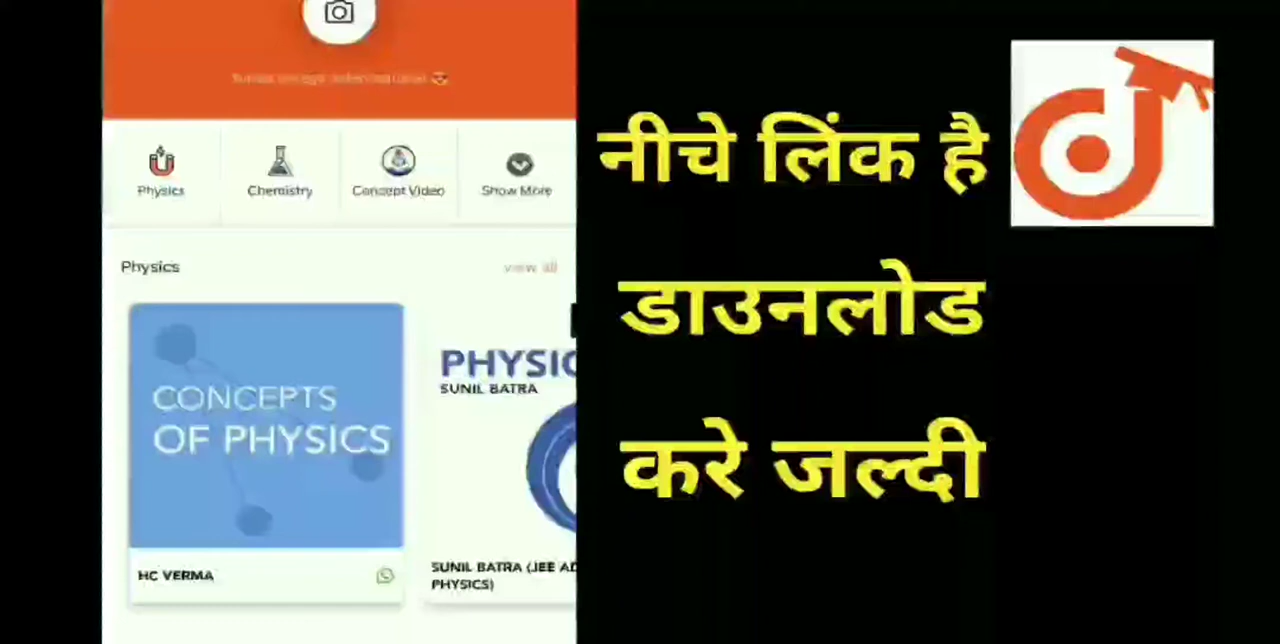 Physics
Chemistry
Concept Video
Show More
Physics
view all
CONCEPTS
OF PHYSICS
HC VERMA
PHYSIC
SUNIL BATRA
SUNIL BATRA (JEE AD
PHYSICS)
नीचे लिंक है
डाउनलोड
करे जल्दी